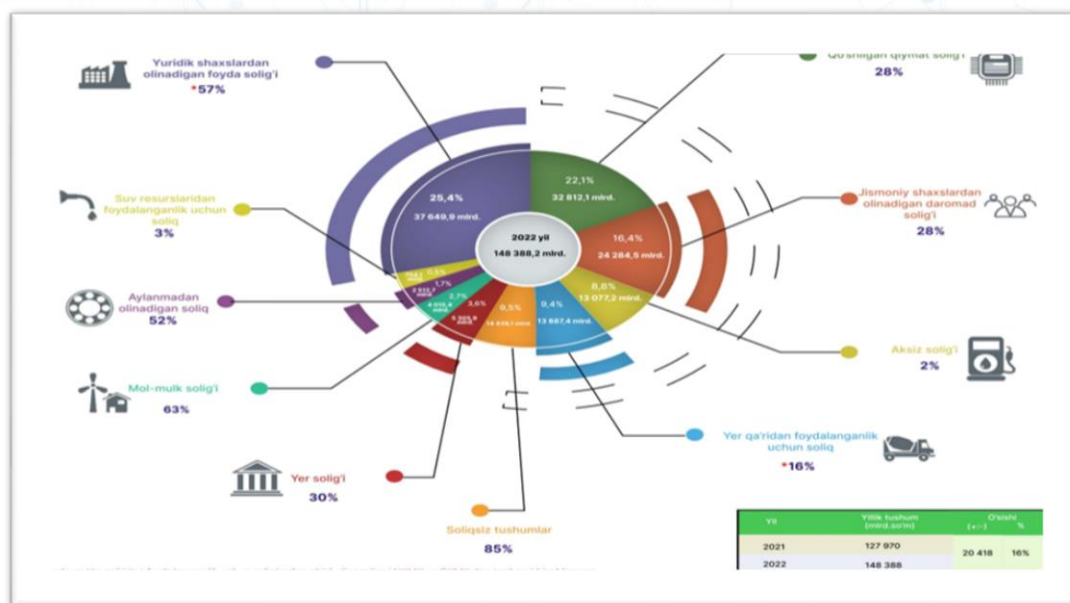 Yuridik shaxslardan
olinadigan foyda solig'i
*57%
Qo'shilgan qiymat solig'i
28%
25,4%
37 649,9 mlrd.
22,1%
32 812,1 mlrd.
Suv resurslaridan
foydalanganlik uchun
soliq
3%
Jismoniy shaxslardan
olinadigan daromad
solig'i
28%
16,4%
24 284,5 mlrd.
2022 yil
148 388,2 mlrd.
Aylanmadan
olinadigan soliq
52%
1,7%
2,7%
3,6%
9,5%
9,4%
13 887,4 mlrd.
8,8%
13 077,2 mlrd.
Aksiz solig'i
2%
Mol-mulk solig'i
63%
Yer qa'ridan foydalanganlik
uchun soliq
*16%
Yer solig'i
30%
Soliqsiz tushumlar
85%
Yil
Yillik tushum
(mlrd.so'm)
O'sishi
(+/-)
%
2021
127 970
20 418
16%
2022
148 388